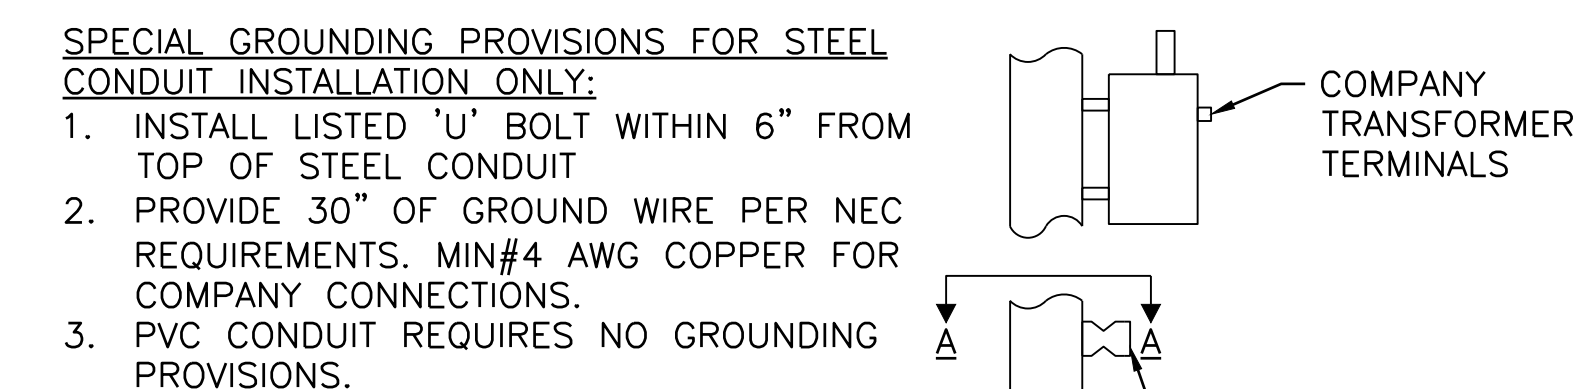 SPECIAL GROUNDING PROVISIONS FOR STEEL
CONDUIT INSTALLATION ONLY:
1. INSTALL LISTED 'U' BOLT WITHIN 6" FROM
TOP OF STEEL CONDUIT
2. PROVIDE 30" OF GROUND WIRE PER NEC
REQUIREMENTS. MIN#4 AWG COPPER FOR
COMPANY CONNECTIONS.
3. PVC CONDUIT REQUIRES NO GROUNDING
PROVISIONS.
COMPANY
TRANSFORMER
TERMINALS
A A